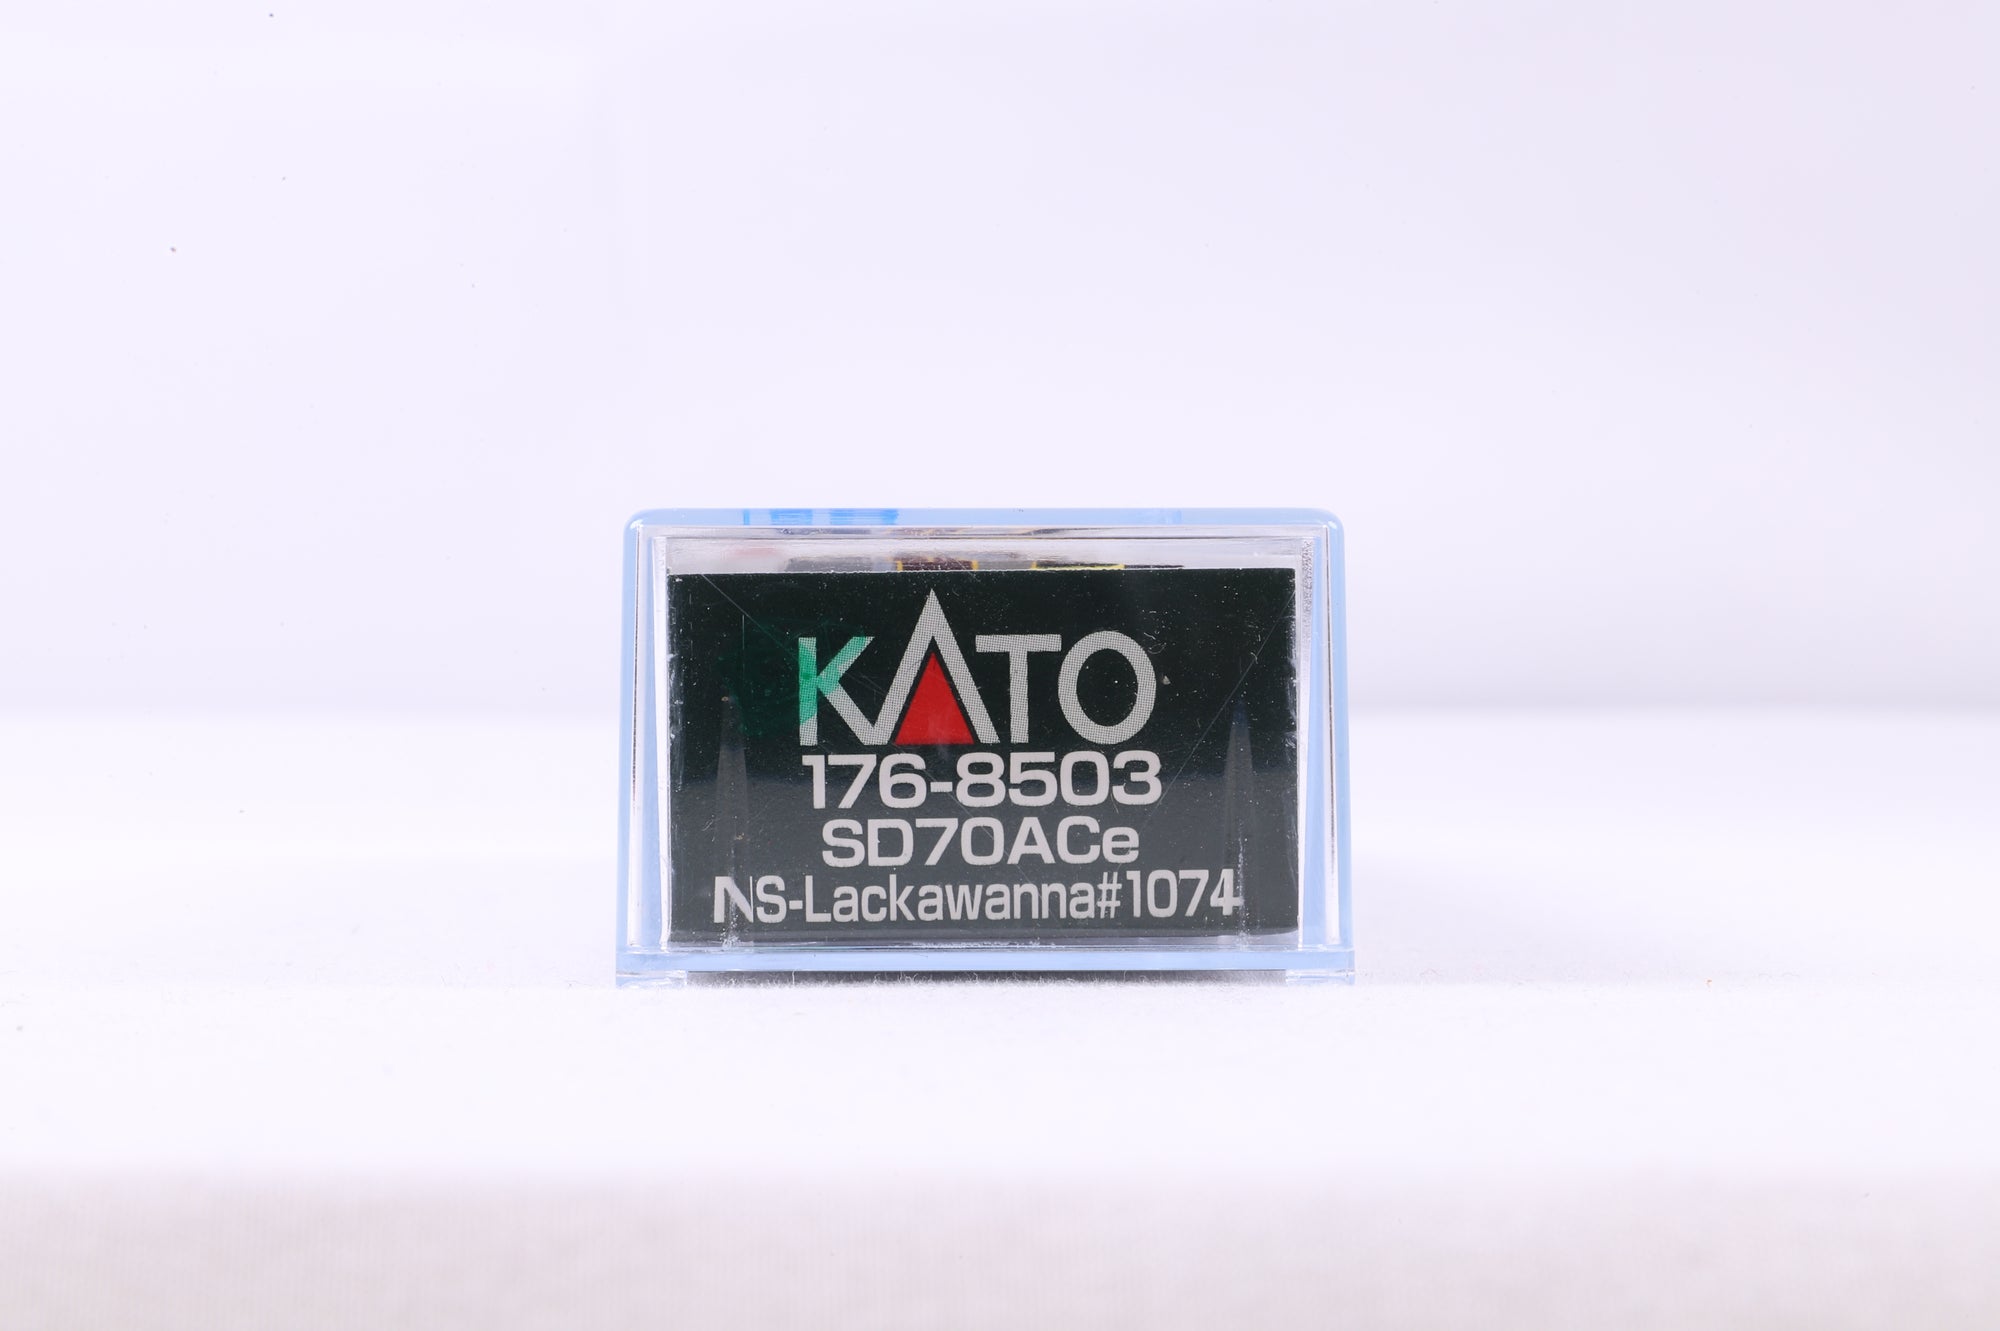 KATO
176-8503
SD70ACe
NS-Lackawanna#1074